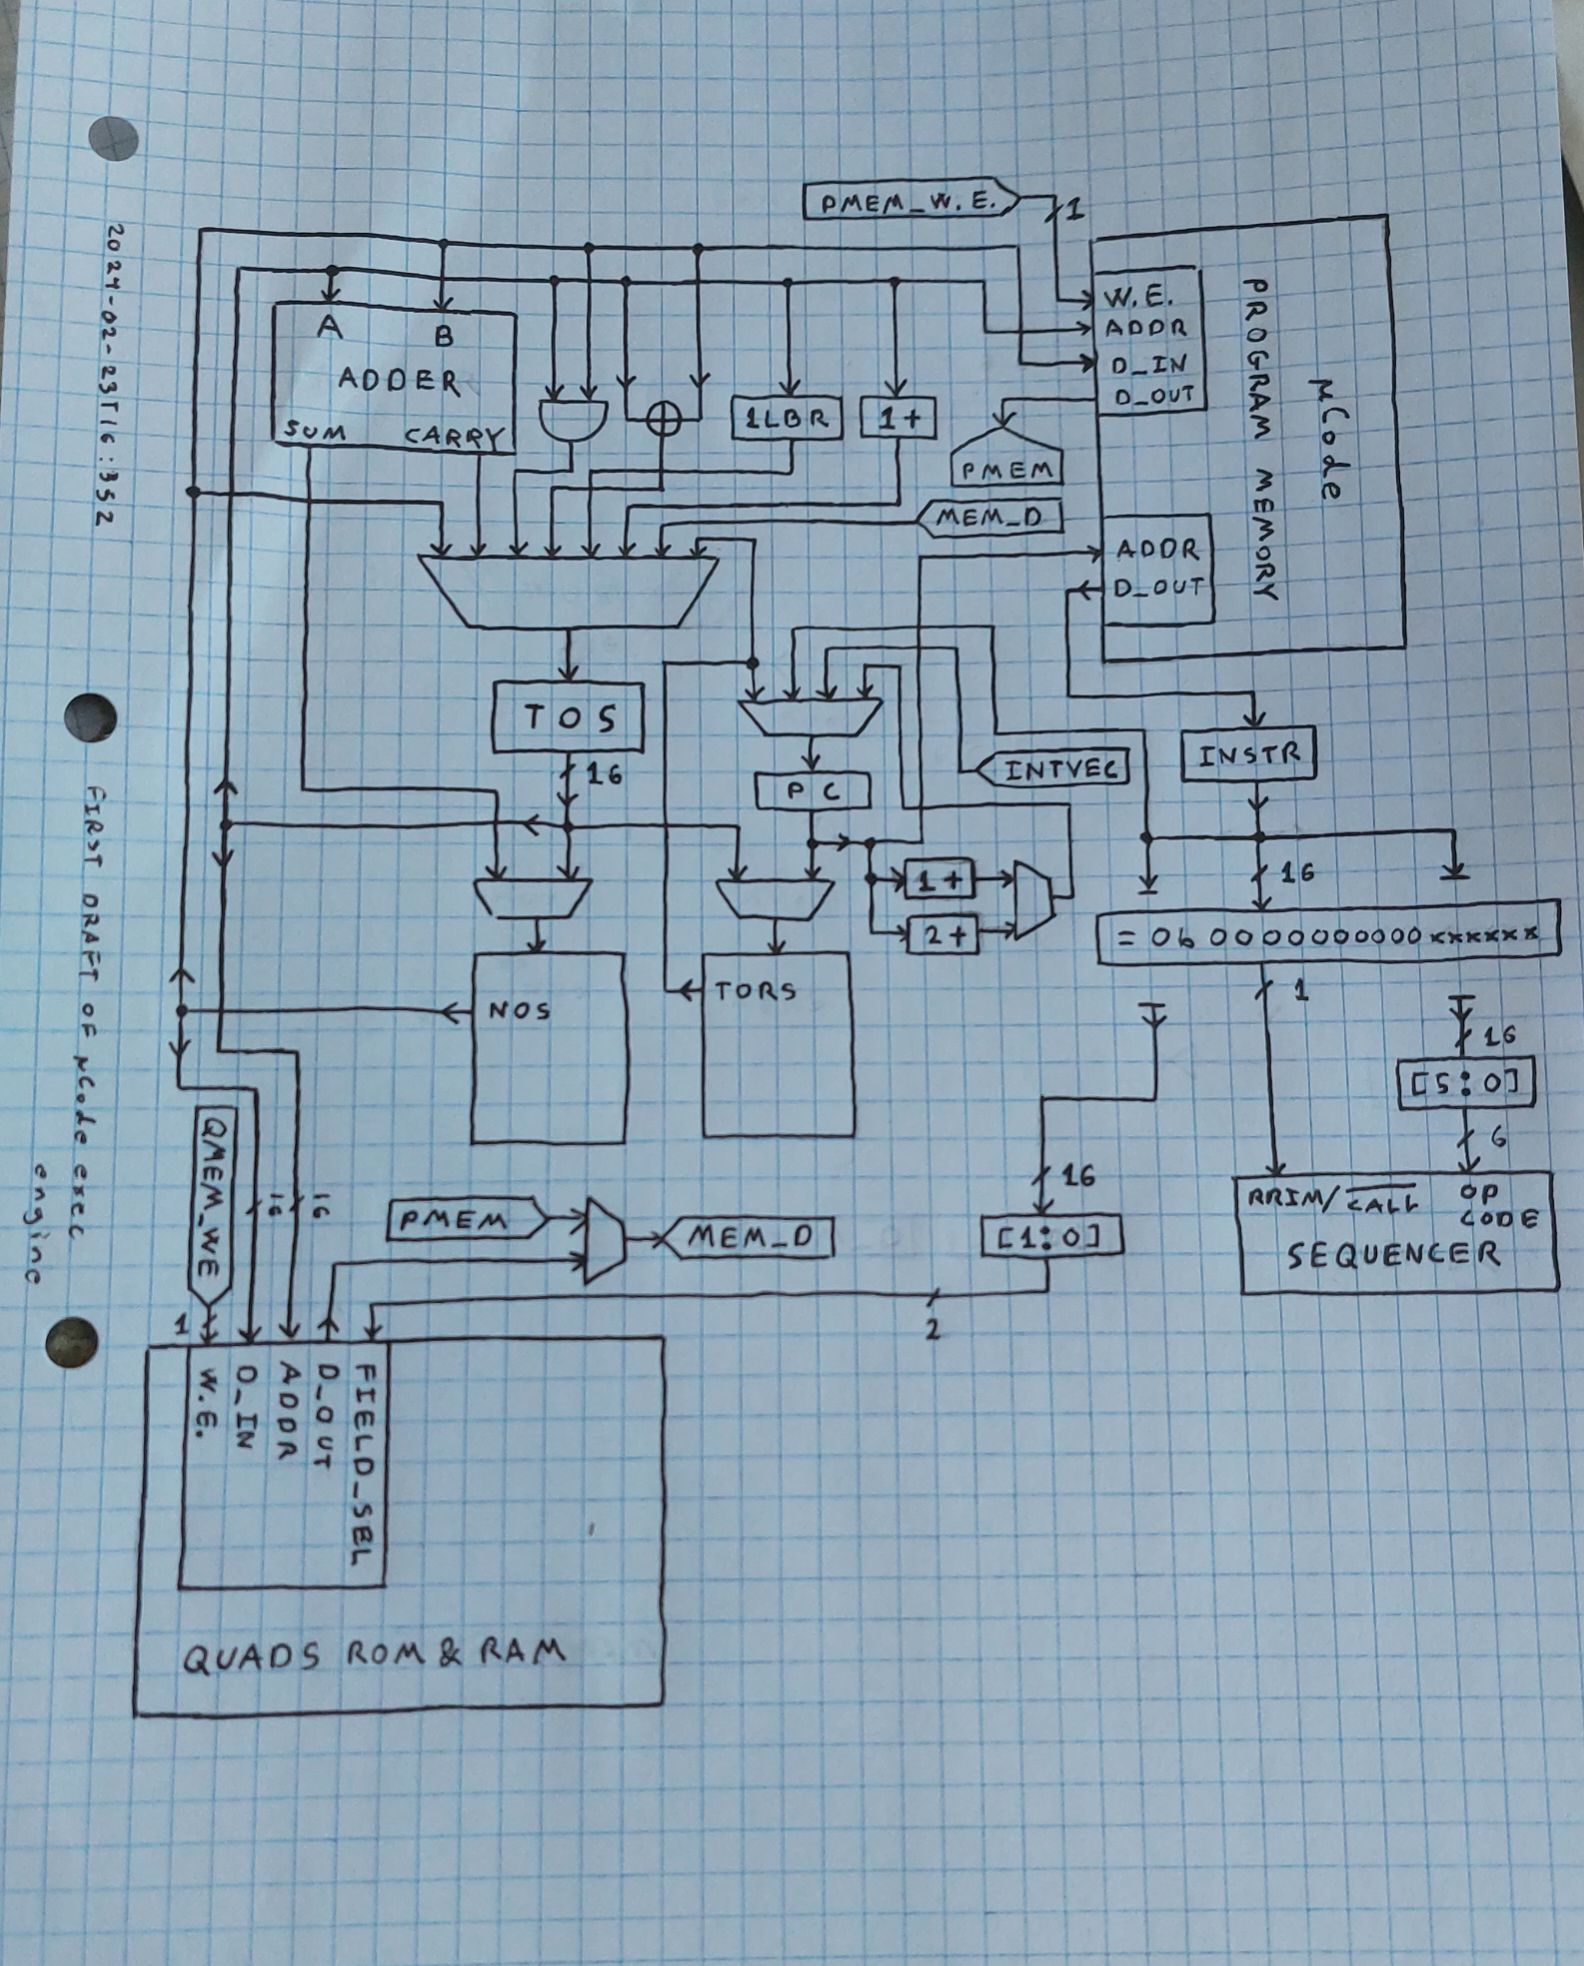 2024-02-23T16:35Z
FIRST DRAFT OF μCode exec
engine
PMEM_W.E.
1
W.E.
ADDR
D_IN
D_OUT
PROGRAM MEMORY
μCode
A
B
ADDER
SUM
CARRY
1LBR
1+
PMEM
MEM_D
ADDR
D_OUT
TOS
16
PC
INTVEC
INSTR
1+
2+
16
= 0b 0000000000xxxxxx
1
NOS
TORS
16
[5:0]
6
QMEM_WE
16
16
16
[1:0]
RRIM/CALL
OP
CODE
SEQUENCER
PMEM
MEM_D
2
1
W.E.
D_IN
ADDR
D_OUT
FIELD_SEL
QUADS ROM & RAM